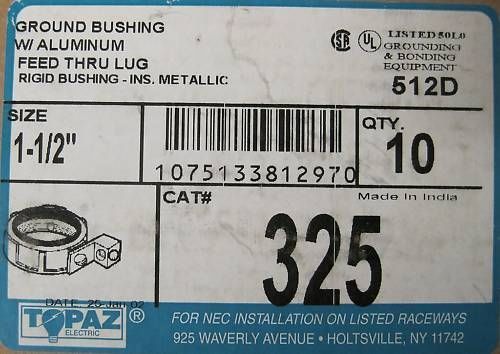 GROUND BUSHING
W/ ALUMINUM
FEED THRU LUG
RIGID BUSHING - INS. METALLIC
LISTED 50L0
GROUNDING
& BONDING
EQUIPMENT
512D
SIZE
1-1/2"
1075133812970
QTY.
10
CAT#
325
Made in India
DATE 25-Jan-02
TOPAZ ®
ELECTRIC
FOR NEC INSTALLATION ON LISTED RACEWAYS
925 WAVERLY AVENUE • HOLTSVILLE, NY 11742